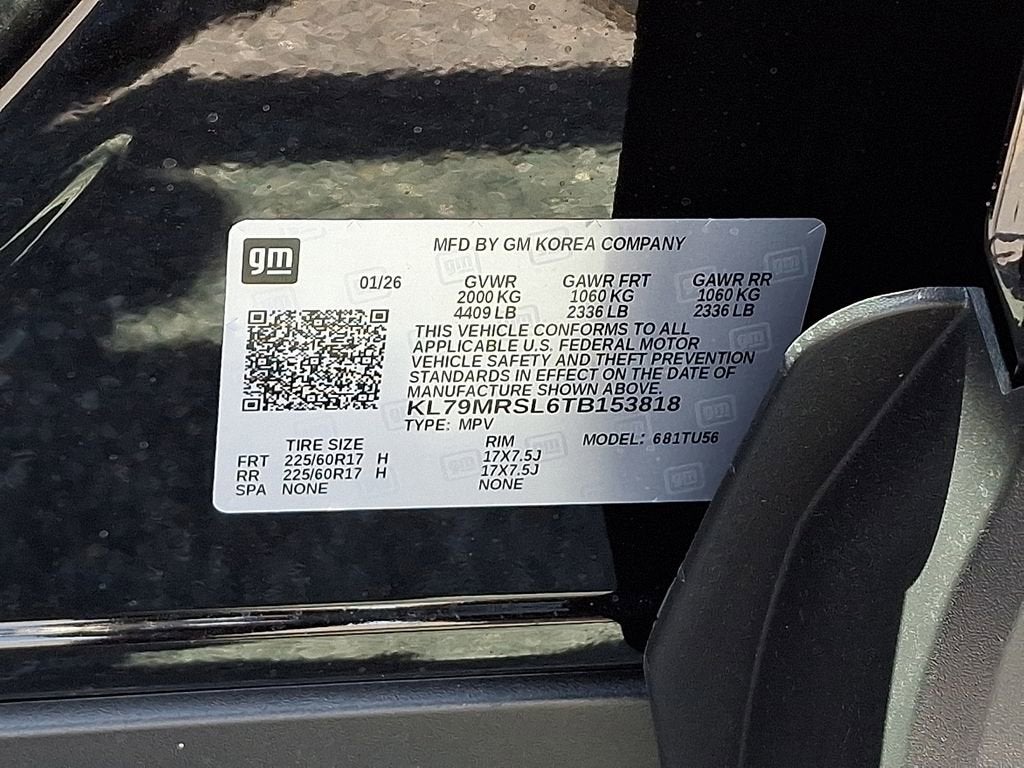 gm
MFD BY GM KOREA COMPANY
01/26 GVWR GAWR FRT GAWR RR
2000 KG 1060 KG 1060 KG
4409 LB 2336 LB 2336 LB
THIS VEHICLE CONFORMS TO ALL
APPLICABLE U.S. FEDERAL MOTOR
VEHICLE SAFETY AND THEFT PREVENTION
STANDARDS IN EFFECT ON THE DATE OF
MANUFACTURE SHOWN ABOVE.
KL79MRSL6TB153818
TYPE: MPV
TIRE SIZE RIM MODEL: 681TU56
FRT 225/60R17 H 17X7.5J
RR 225/60R17 H 17X7.5J
SPA NONE NONE